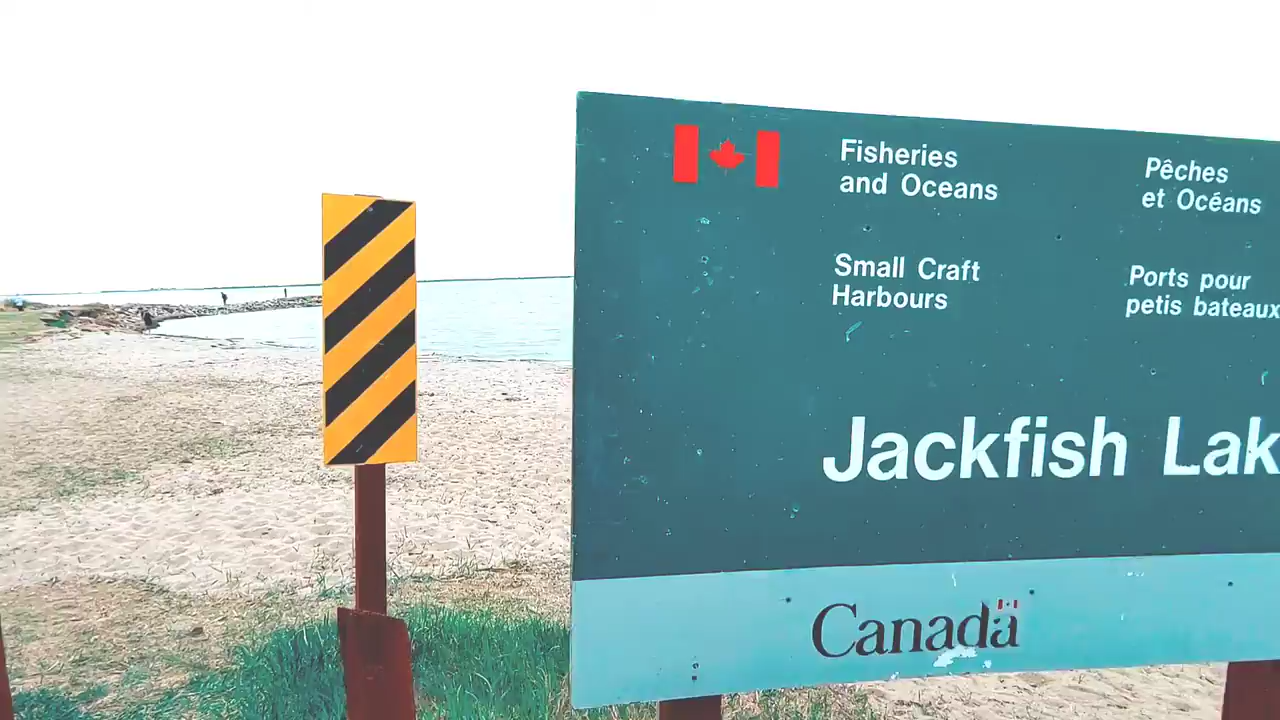 Fisheries
and Oceans
Pêches
et Océans
Small Craft
Harbours
Ports pour
petis bateaux
Jackfish Lak
Canada